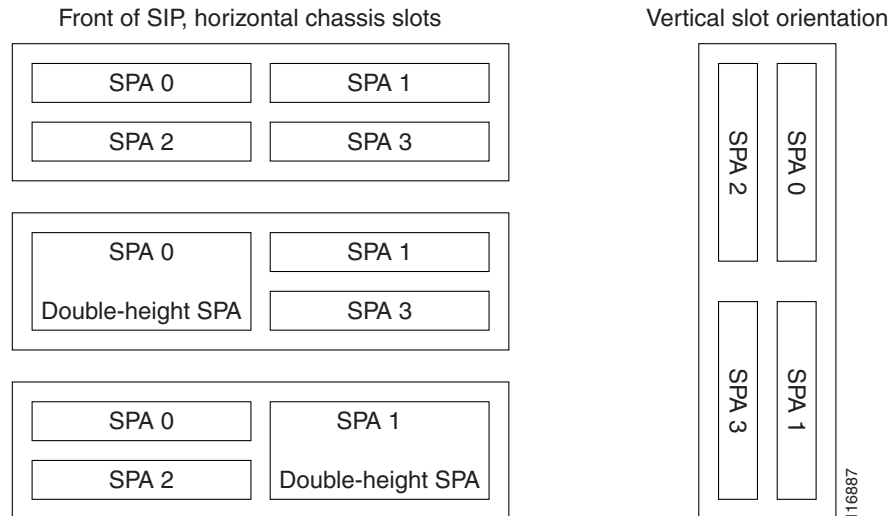 Front of SIP, horizontal chassis slots
Vertical slot orientation
SPA 0
SPA 1
SPA 2
SPA 3
SPA 0
Double-height SPA
SPA 1
SPA 3
SPA 0
SPA 2
SPA 1
Double-height SPA
SPA 2
SPA 0
SPA 3
SPA 1
116887